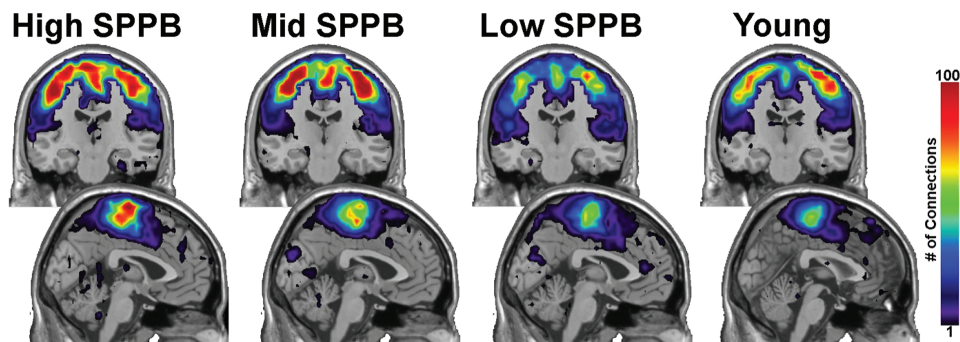 High SPPB
Mid SPPB
Low SPPB
Young
100
# of Connections
1